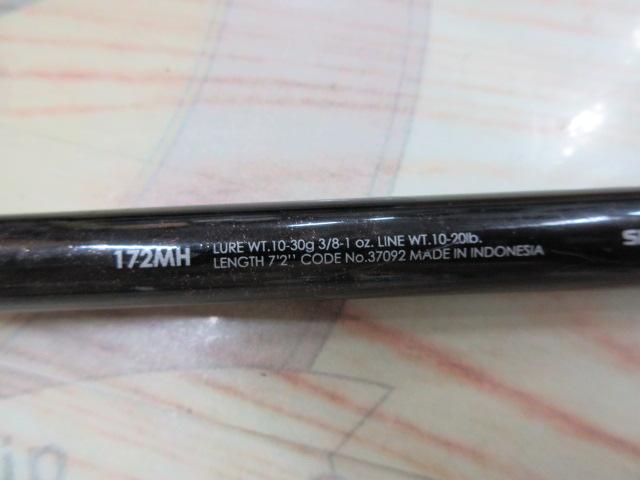 172MH
LURE WT.10-30g 3/8-1 oz. LINE WT.10-20lb.
LENGTH 7'2'' CODE No.37092 MADE IN INDONESIA